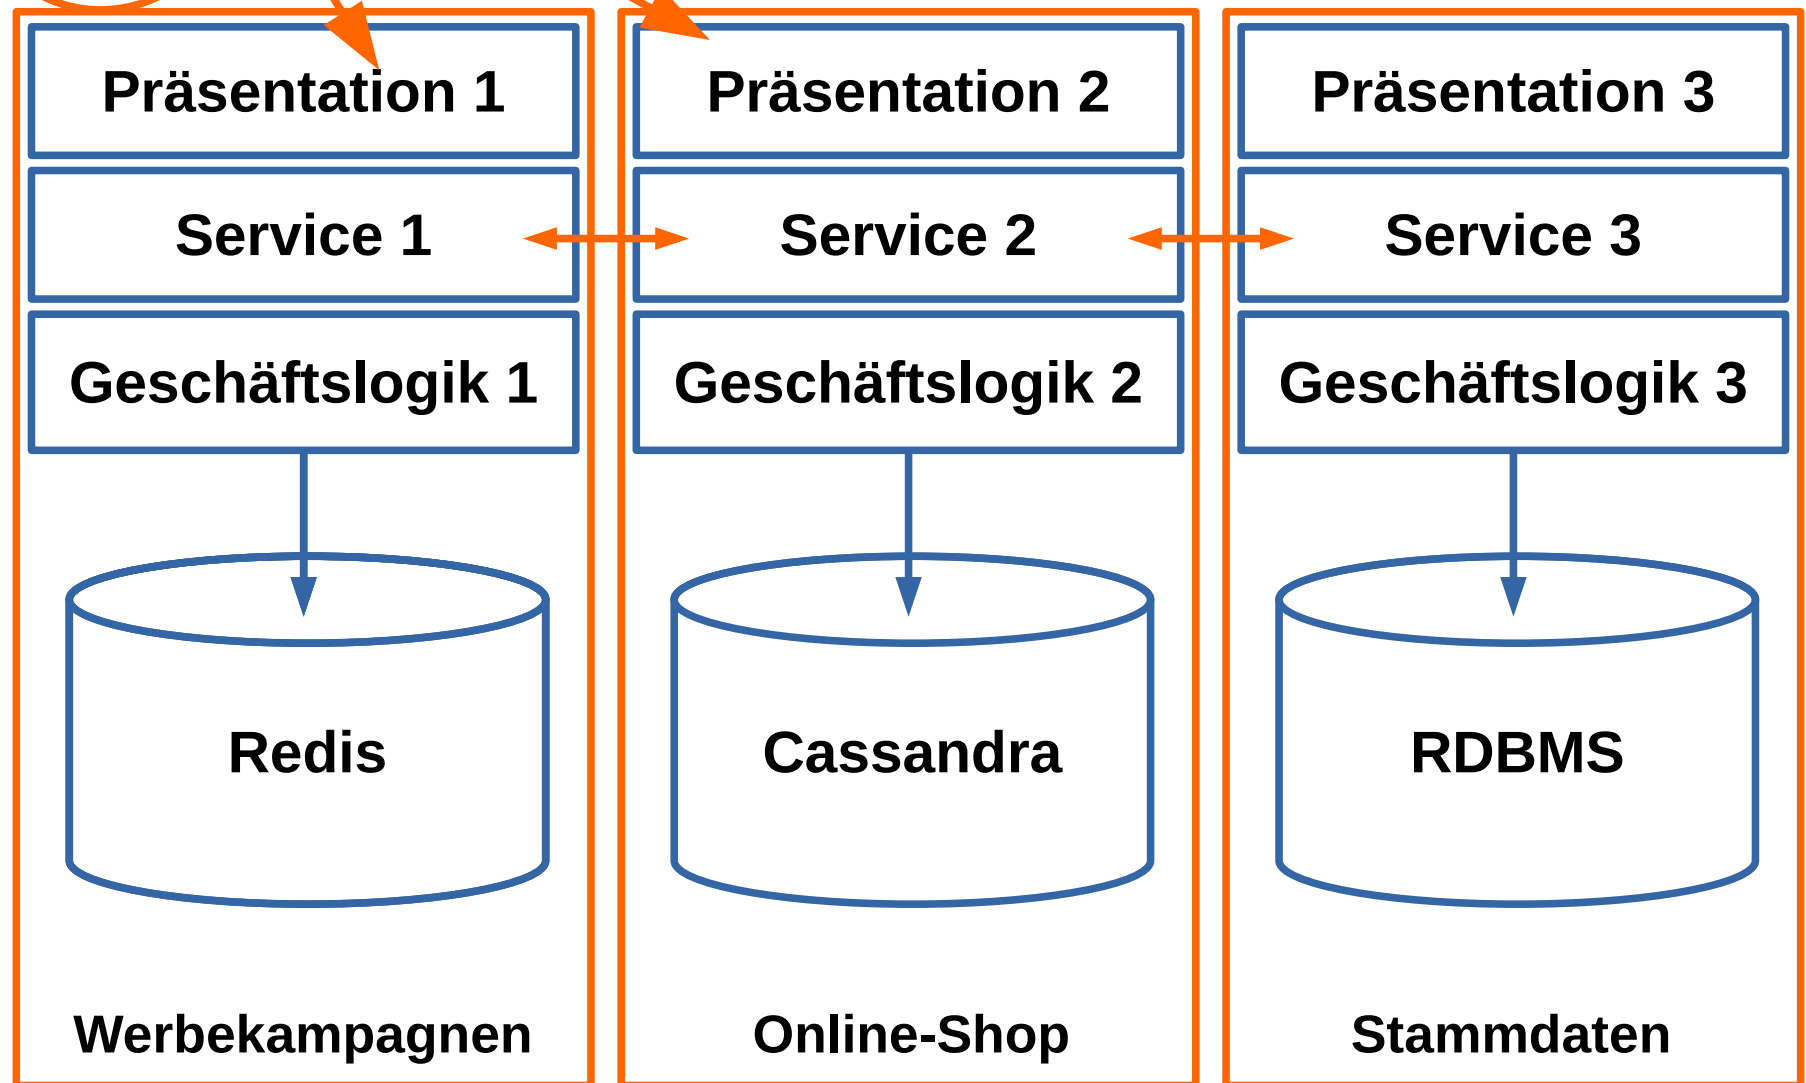 Präsentation 1
Präsentation 2
Präsentation 3
Service 1
Service 2
Service 3
Geschäftslogik 1
Geschäftslogik 2
Geschäftslogik 3
Redis
Cassandra
RDBMS
Werbekampagnen
Online-Shop
Stammdaten